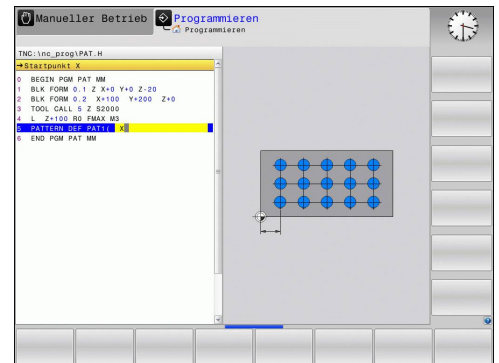 Manueller Betrieb
Programmieren
Programmieren
TNC:\nc_prog\PAT.H
→Startpunkt X
0 BEGIN PGM PAT MM
1 BLK FORM 0.1 Z X+0 Y+0 Z-20
2 BLK FORM 0.2 X+100 Y+200 Z+0
3 TOOL CALL 5 Z S2000
4 L Z+100 R0 FMAX M3
5 PATTERN DEF PAT1( X
6 END PGM PAT MM